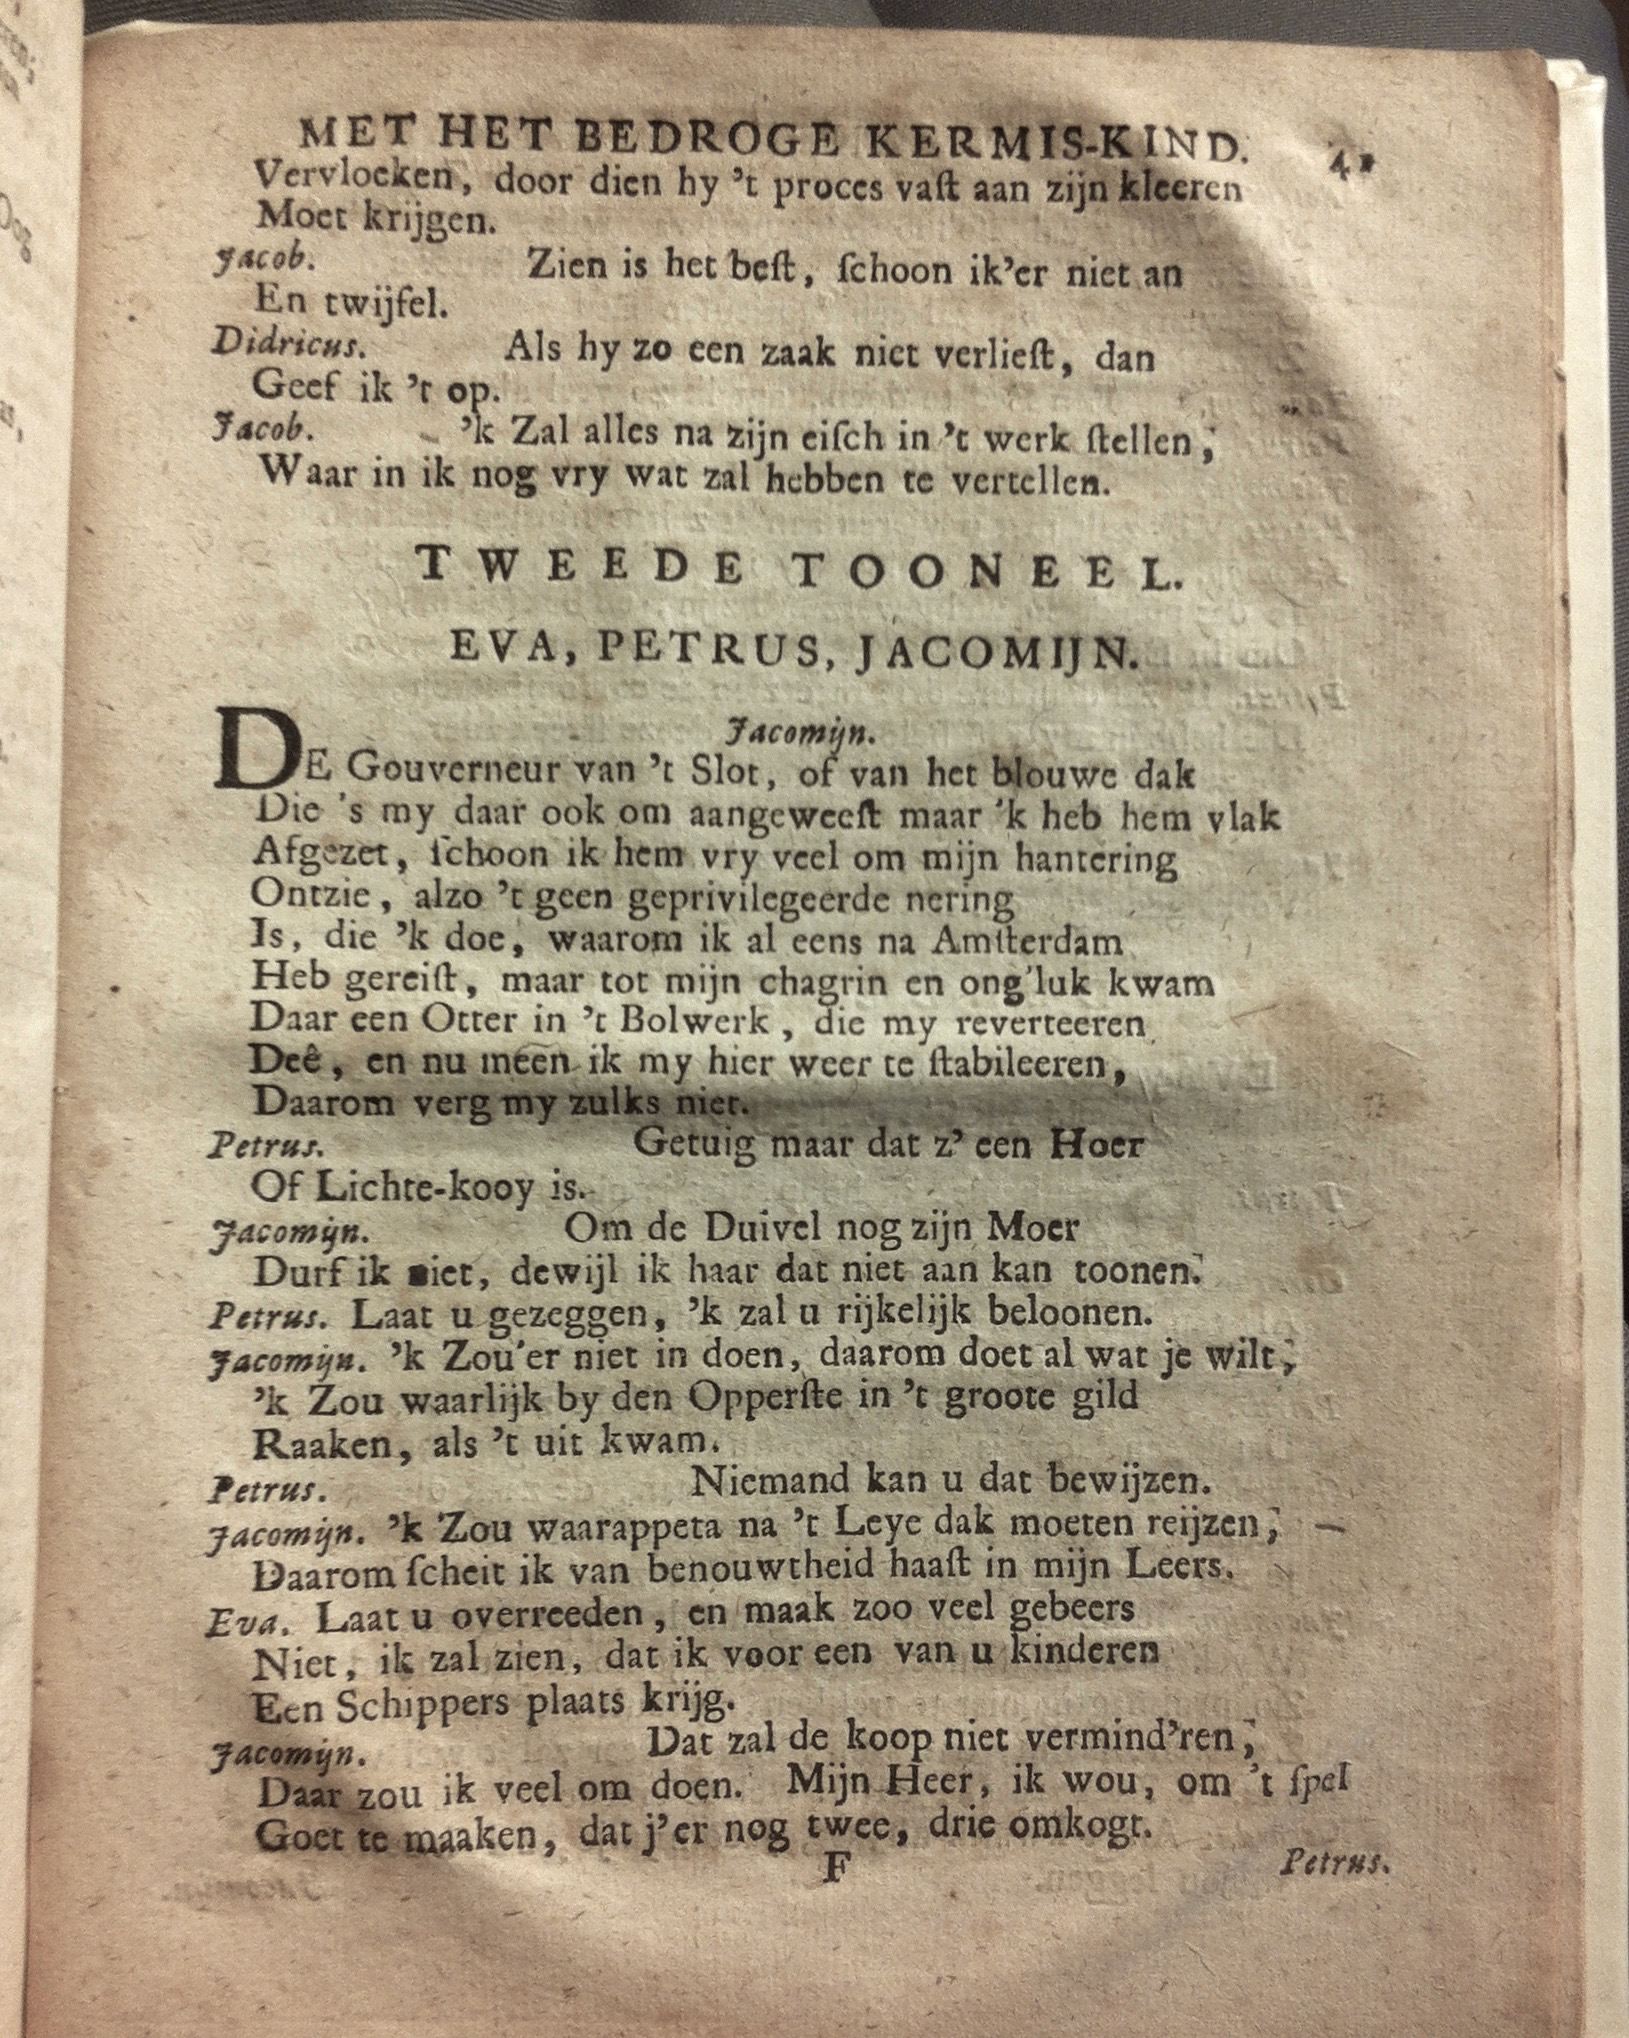 MET HET BEDROGE KERMIS-KIND. 41
Vervloeken, door dien hy 't proces vaſt aan zijn kleeren
Moet krijgen.
Jacob. Zien is het beſt, ſchoon ik'er niet an
En twijfel.
Didricus. Als hy zo een zaak niet verlieſt, dan
Geef ik 't op.
Jacob. 'k Zal alles na zijn eiſch in 't werk ſtellen;
Waar in ik nog vry wat zal hebben te vertellen.
TWEEDE TOONEEL.
EVA, PETRUS, JACOMIJN.
Jacomijn.
DE Gouverneur van 't Slot, of van het blouwe dak
Die 's my daar ook om aangeweeſt maar 'k heb hem vlak
Afgezet, ſchoon ik hem vry veel om mijn hantering
Ontzie, alzo 't geen geprivilegeerde nering
Is, die 'k doe, waarom ik al eens na Amſterdam
Heb gereiſt, maar tot mijn chagrin en ong'luk kwam
Daar een Otter in 't Bolwerk, die my reverteeren
Deê, en nu meen ik my hier weer te ſtabileeren,
Daarom verg my zulks niet.
Petrus. Getuig maar dat z' een Hoer
Of Lichte-kooy is.
Jacomijn. Om de Duivel nog zijn Moer
Durf ik niet, dewijl ik haar dat niet aan kan toonen.
Petrus. Laat u gezeggen, 'k zal u rijkelijk beloonen.
Jacomijn. 'k Zou'er niet in doen, daarom doet al wat je wilt;
'k Zou waarlijk by den Opperſte in 't groote gild
Raaken, als 't uit kwam.
Petrus. Niemand kan u dat bewijzen.
Jacomijn. 'k Zou waarappeta na 't Leye dak moeten reijzen;
Daarom ſcheit ik van benouwtheid haaſt in mijn Leers.
Eva. Laat u overreeden, en maak zoo veel gebeers
Niet, ik zal zien, dat ik voor een van u kinderen
Een Schippers plaats krijg.
Jacomijn. Dat zal de koop niet vermind'ren;
Daar zou ik veel om doen. Mijn Heer, ik wou, om 't ſpel
Goet te maaken, dat j'er nog twee, drie omkogt.
F Petrus.